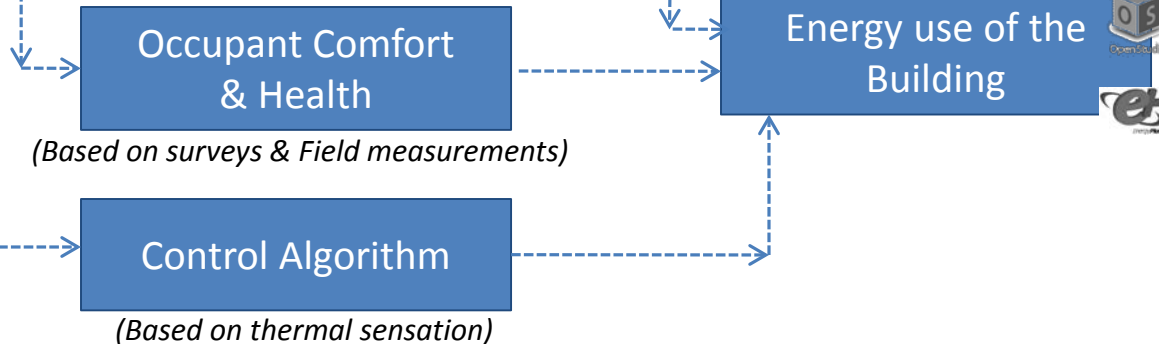 Occupant Comfort
& Health
(Based on surveys & Field measurements)
Energy use of the
Building
OS
Control Algorithm
(Based on thermal sensation)